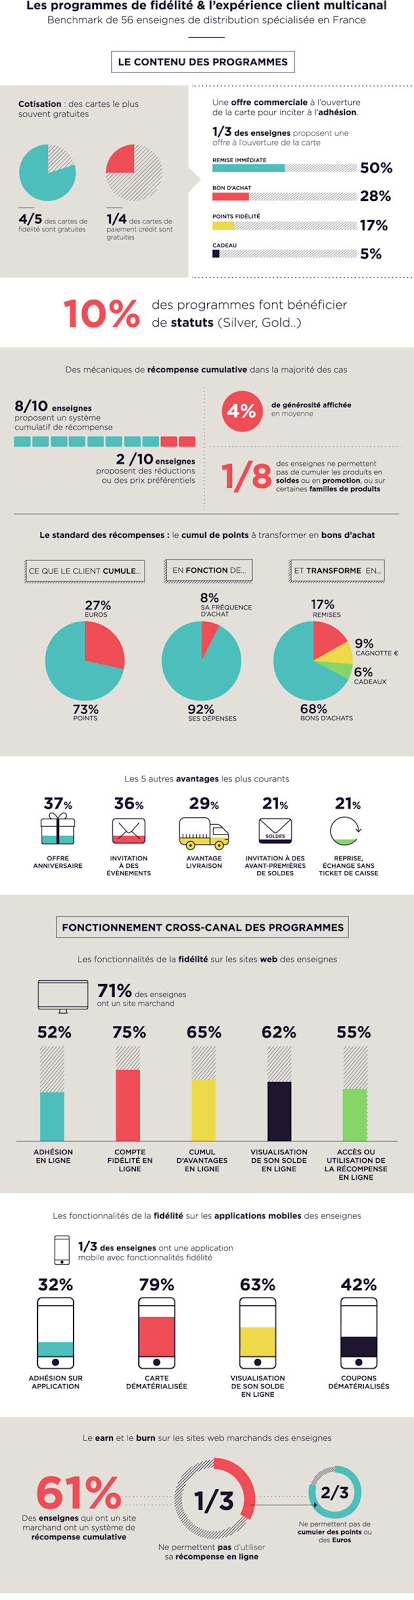 Les programmes de fidélité & l'expérience client multicanal
Benchmark de 56 enseignes de distribution spécialisée en France
LE CONTENU DES PROGRAMMES
Cotisation : des cartes le plus
souvent gratuites
4/5 des cartes de
fidélité sont gratuites
1/4 des cartes de
paiement crédit sont
gratuites
Une offre commerciale à l'ouverture
de la carte pour inciter à l'adhésion.
1/3 des enseignes proposent une
offre à l'ouverture de la carte
REMISE IMMÉDIATE
50%
BON D'ACHAT
28%
POINTS FIDÉLITÉ
17%
CADEAU
5%
10% des programmes font bénéficier
de statuts (Silver, Gold..)
Des mécaniques de récompense cumulative dans la majorité des cas
8/10 enseignes
proposent un système
cumulatif de récompense
2 /10 enseignes
proposent des réductions
ou des prix préférentiels
4% de générosité affichée
en moyenne
1/8 des enseignes ne permettent
pas de cumuler les produits en
soldes ou en promotion, ou sur
certaines familles de produits
Le standard des récompenses : le cumul de points à transformer en bons d'achat
CE QUE LE CLIENT CUMULE...
EN FONCTION DE...
ET TRANSFORME EN...
27%
EUROS
73%
POINTS
8%
SA FRÉQUENCE
D'ACHAT
92%
SES DÉPENSES
17%
REMISES
9%
CAGNOTTE €
6%
CADEAUX
68%
BONS D'ACHATS
Les 5 autres avantages les plus courants
37% 36% 29% 21% 21%
SOLDES
OFFRE
ANNIVERSAIRE
INVITATION
À DES
ÉVÈNEMENTS
AVANTAGE
LIVRAISON
INVITATION À DES
AVANT-PREMIÈRES
DE SOLDES
REPRISE,
ÉCHANGE SANS
TICKET DE CAISSE
FONCTIONNEMENT CROSS-CANAL DES PROGRAMMES
Les fonctionnalités de la fidélité sur les sites web des enseignes
71% des enseignes
ont un site marchand
52% 75% 65% 62% 55%
ADHÉSION
EN LIGNE
COMPTE
FIDÉLITÉ EN
LIGNE
CUMUL
D'AVANTAGES
EN LIGNE
VISUALISATION
DE SON SOLDE
EN LIGNE
ACCÈS OU
UTILISATION DE
LA RÉCOMPENSE
EN LIGNE
Les fonctionnalités de la fidélité sur les applications mobiles des enseignes
1/3 des enseignes ont une application
mobile avec fonctionnalités fidélité
32% 79% 63% 42%
ADHÉSION SUR
APPLICATION
CARTE
DÉMATÉRIALISÉE
VISUALISATION
DE SON SOLDE
EN LIGNE
COUPONS
DÉMATÉRIALISÉS
Le earn et le burn sur les sites web marchands des enseignes
61%
Des enseignes qui ont un site
marchand ont un système de
récompense cumulative
1/3
Ne permettent pas d'utiliser
sa récompense en ligne
2/3
Ne permettent pas de
cumuler des points ou
des Euros